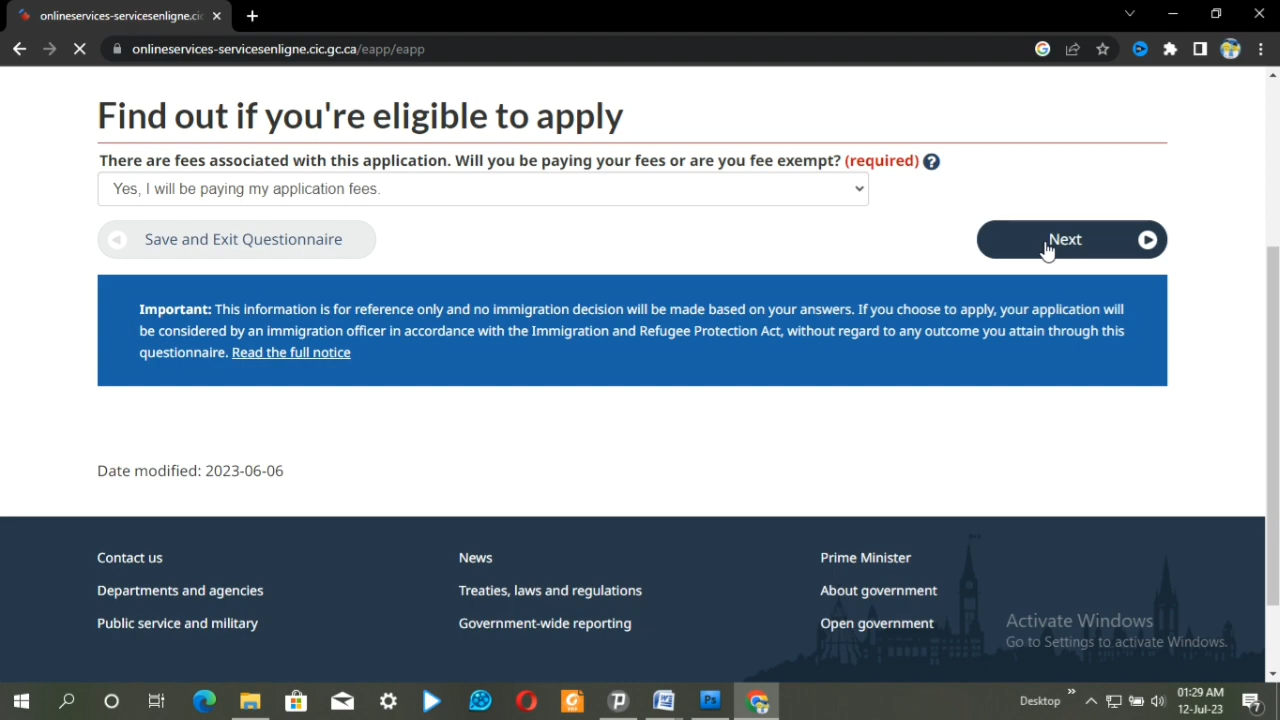 onlineservices-servicesenligne.cic
onlineservices-servicesenligne.cic.gc.ca/eapp/eapp
Find out if you're eligible to apply
There are fees associated with this application. Will you be paying your fees or are you fee exempt? (required) ?
Yes, I will be paying my application fees.
Save and Exit Questionnaire
Next
Important: This information is for reference only and no immigration decision will be made based on your answers. If you choose to apply, your application will
be considered by an immigration officer in accordance with the Immigration and Refugee Protection Act, without regard to any outcome you attain through this
questionnaire. Read the full notice
Date modified: 2023-06-06
Contact us
News
Prime Minister
Departments and agencies
Treaties, laws and regulations
About government
Public service and military
Government-wide reporting
Open government
Activate Windows
Go to Settings to activate Windows.
Desktop
01:29 AM
12-Jul-23
7